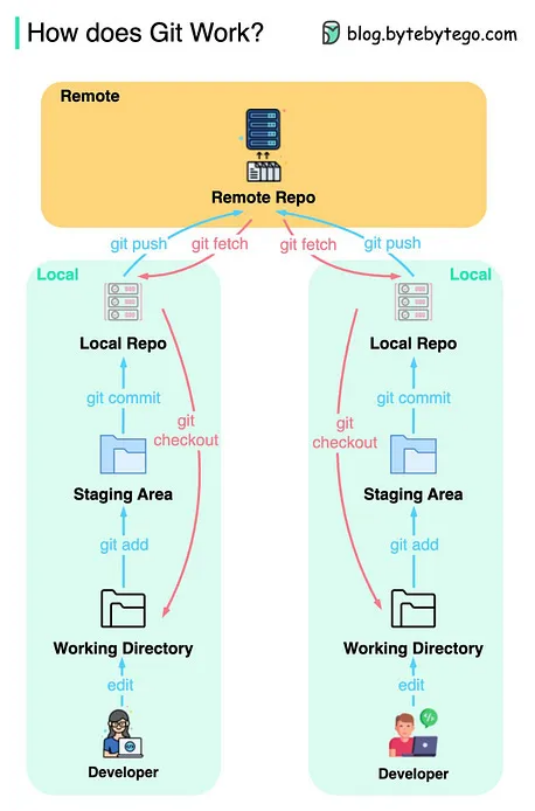 How does Git Work?
blog.bytebytego.com
Remote
Remote Repo
git push
git fetch
git fetch
git push
Local
Local
Local Repo
Local Repo
git commit
git commit
git
checkout
git
checkout
Staging Area
Staging Area
git add
git add
Working Directory
Working Directory
edit
edit
Developer
Developer